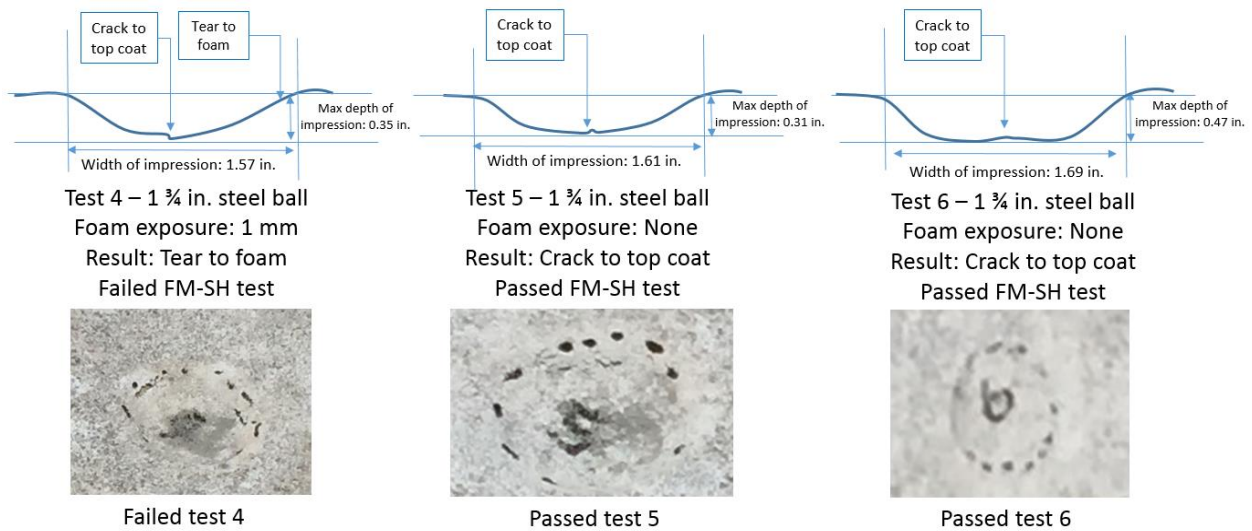 Crack to
top coat
Tear to
foam
Max depth of
impression: 0.35 in.
Width of impression: 1.57 in.
Test 4 – 1 ¾ in. steel ball
Foam exposure: 1 mm
Result: Tear to foam
Failed FM-SH test
Failed test 4
Crack to
top coat
Max depth of
impression: 0.31 in.
Width of impression: 1.61 in.
Test 5 – 1 ¾ in. steel ball
Foam exposure: None
Result: Crack to top coat
Passed FM-SH test
Passed test 5
Crack to
top coat
Max depth of
impression: 0.47 in.
Width of impression: 1.69 in.
Test 6 – 1 ¾ in. steel ball
Foam exposure: None
Result: Crack to top coat
Passed FM-SH test
6
Passed test 6